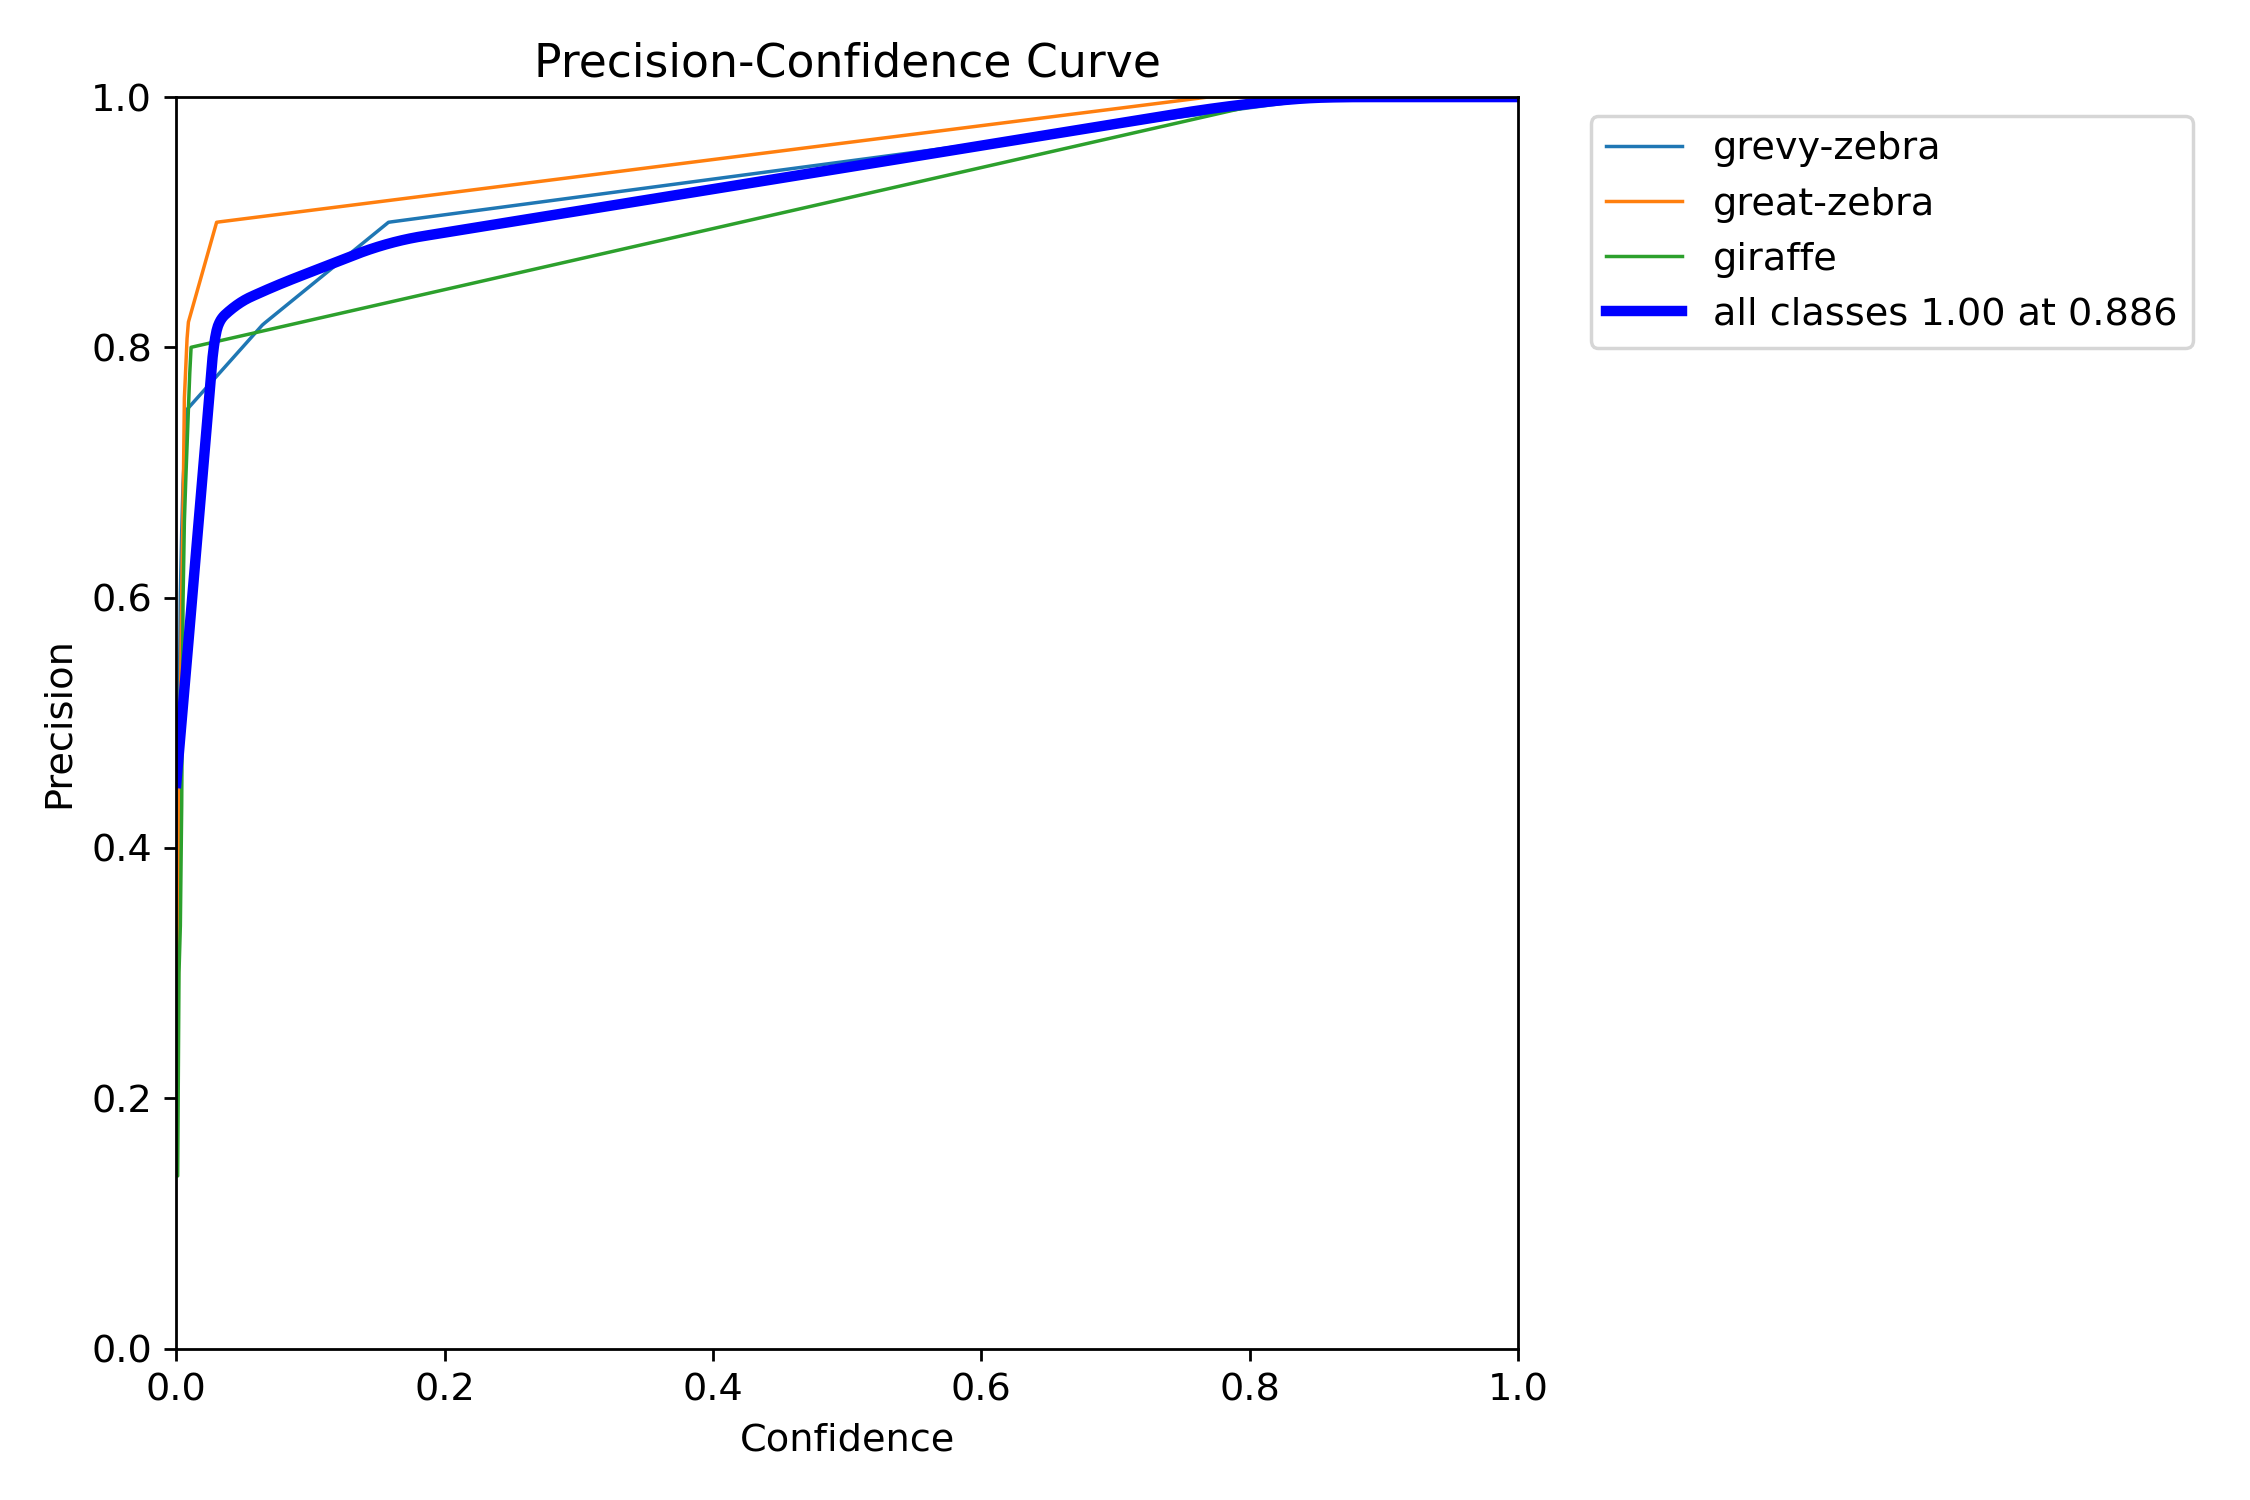 Precision-Confidence Curve
1.0
0.8
0.6
0.4
0.2
0.0
Precision
0.0 0.2 0.4 0.6 0.8 1.0
Confidence
grevy-zebra
great-zebra
giraffe
all classes 1.00 at 0.886